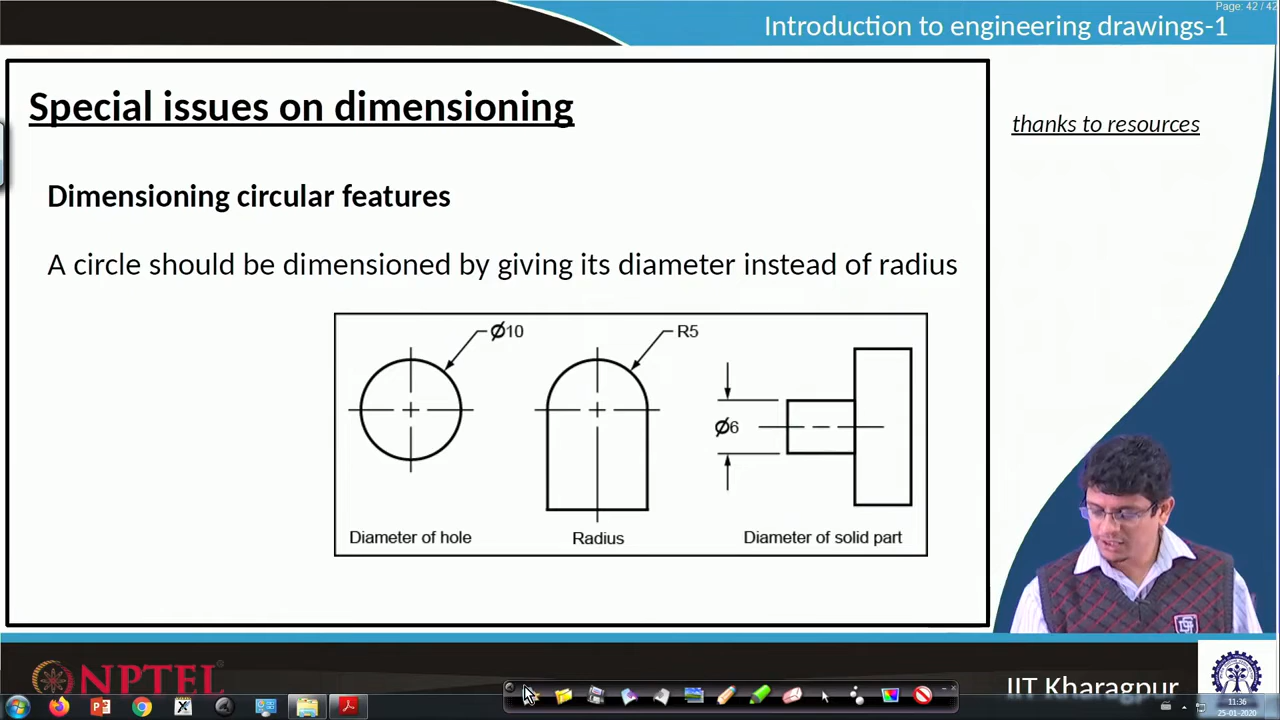 Page: 42 / 42
Introduction to engineering drawings-1
Special issues on dimensioning
thanks to resources
Dimensioning circular features
A circle should be dimensioned by giving its diameter instead of radius
Ø10
R5
Ø6
Diameter of hole
Radius
Diameter of solid part
NPTEL
IIT Kharagpur
11:36
25-01-2020